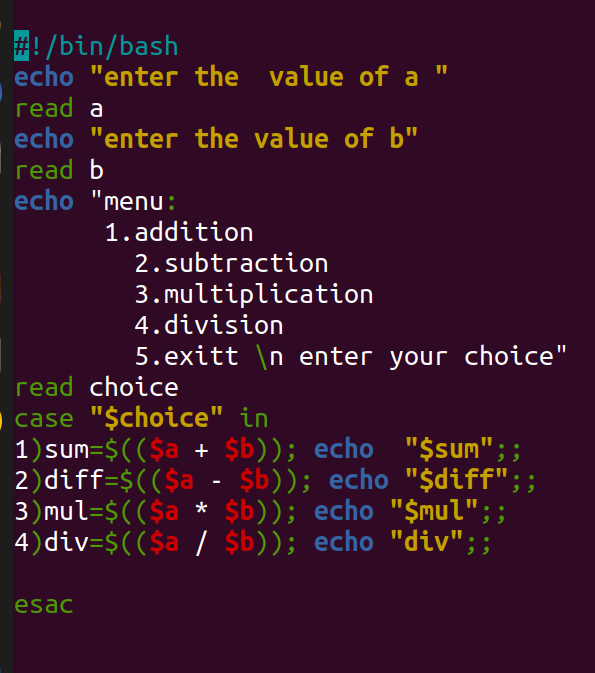 #!/bin/bash
echo "enter the  value of a "
read a
echo "enter the value of b"
read b
echo "menu:
      1.addition
        2.subtraction
        3.multiplication
        4.division
        5.exitt \n enter your choice"
read choice
case "$choice" in
1)sum=$(($a + $b)); echo  "$sum";;
2)diff=$(($a - $b)); echo "$diff";;
3)mul=$(($a * $b)); echo "$mul";;
4)div=$(($a / $b)); echo "div";;
esac